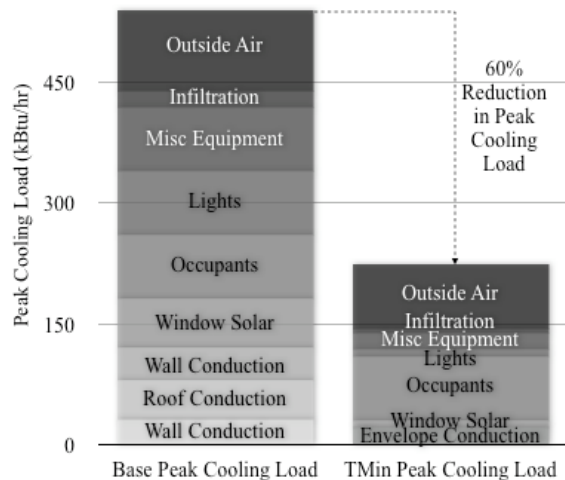 Peak Cooling Load (kBtu/hr)
450
300
150
0
Outside Air
Infiltration
Misc Equipment
Lights
Occupants
Window Solar
Wall Conduction
Roof Conduction
Wall Conduction
60%
Reduction
in Peak
Cooling
Load
Outside Air
Infiltration
Misc Equipment
Lights
Occupants
Window Solar
Envelope Conduction
Base Peak Cooling Load
TMin Peak Cooling Load